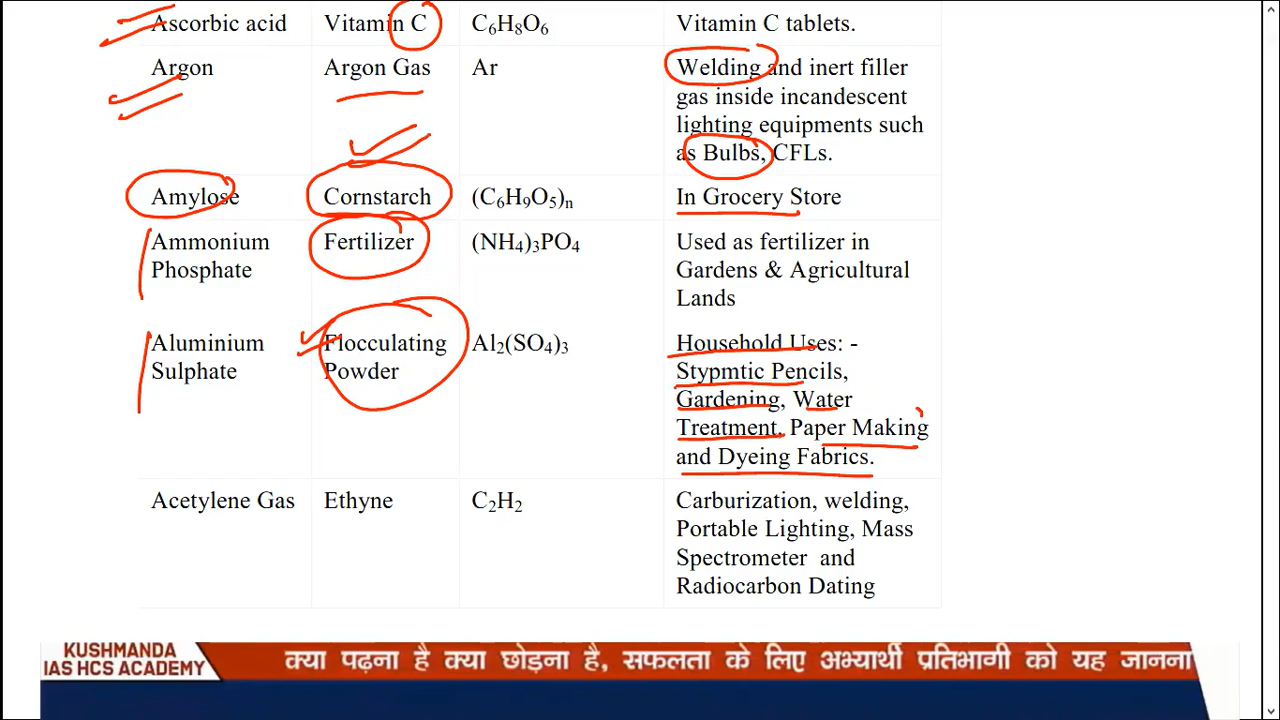 Ascorbic acid Vitamin C C₆H₈O₆ Vitamin C tablets.
Argon Argon Gas Ar Welding and inert filler
gas inside incandescent
lighting equipments such
as Bulbs, CFLs.
Amylose Cornstarch (C₆H₉O₅)ₙ In Grocery Store
Ammonium Fertilizer (NH₄)₃PO₄ Used as fertilizer in
Phosphate Gardens & Agricultural
Lands
Aluminium Flocculating Al₂(SO₄)₃ Household Uses: -
Sulphate Powder Stypmtic Pencils,
Gardening, Water
Treatment, Paper Making
and Dyeing Fabrics.
Acetylene Gas Ethyne C₂H₂ Carburization, welding,
Portable Lighting, Mass
Spectrometer and
Radiocarbon Dating
KUSHMANDA
IAS HCS ACADEMY
क्या पढ़ना है क्या छोड़ना है, सफलता के लिए अभ्यार्थी प्रतिभागी को यह जानना